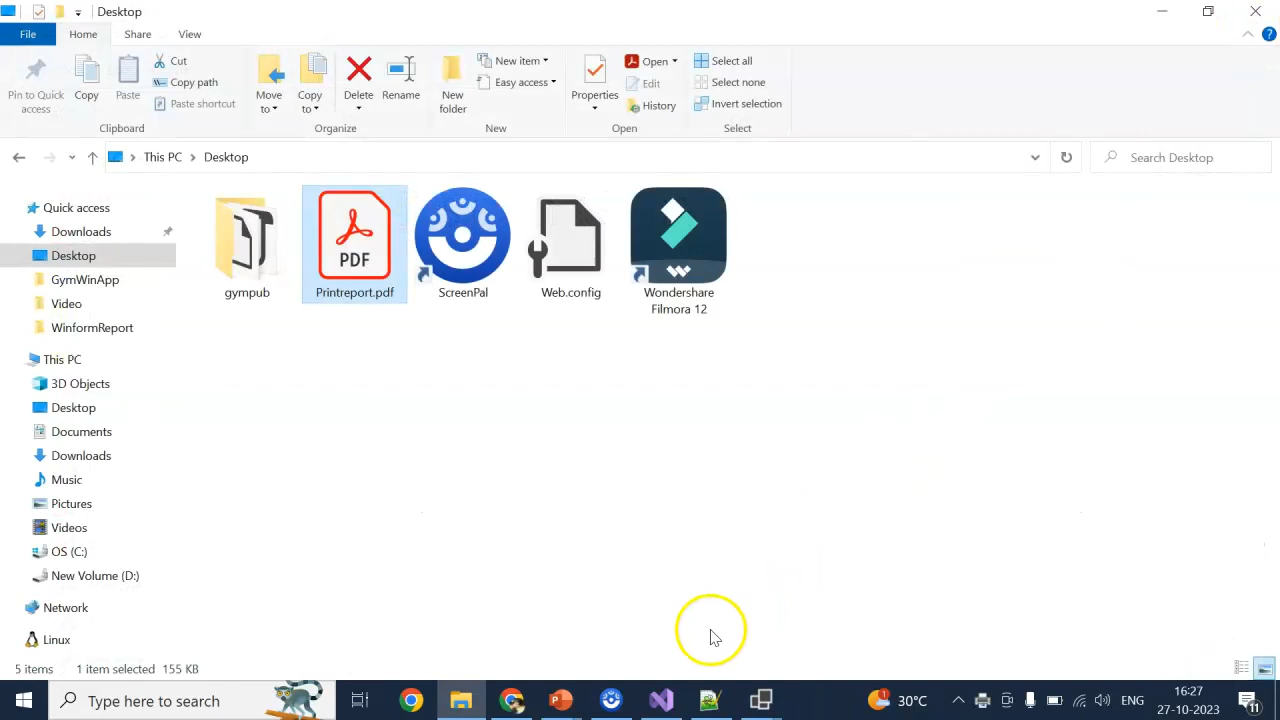 Desktop
File Home Share View
Pin to Quick access
Copy
Paste
Cut
Copy path
Paste shortcut
Clipboard
Move to
Copy to
Delete
Rename
Organize
New folder
New item
Easy access
New
Properties
Open
Edit
History
Open
Select all
Select none
Invert selection
Select
This PC > Desktop
Search Desktop
Quick access
Downloads
Desktop
GymWinApp
Video
WinformReport
This PC
3D Objects
Desktop
Documents
Downloads
Music
Pictures
Videos
OS (C:)
New Volume (D:)
Network
Linux
gympub
PDF
Printreport.pdf
ScreenPal
Web.config
Wondershare
Filmora 12
5 items 1 item selected 155 KB
Type here to search
1
30°C
ENG
16:27
27-10-2023
11